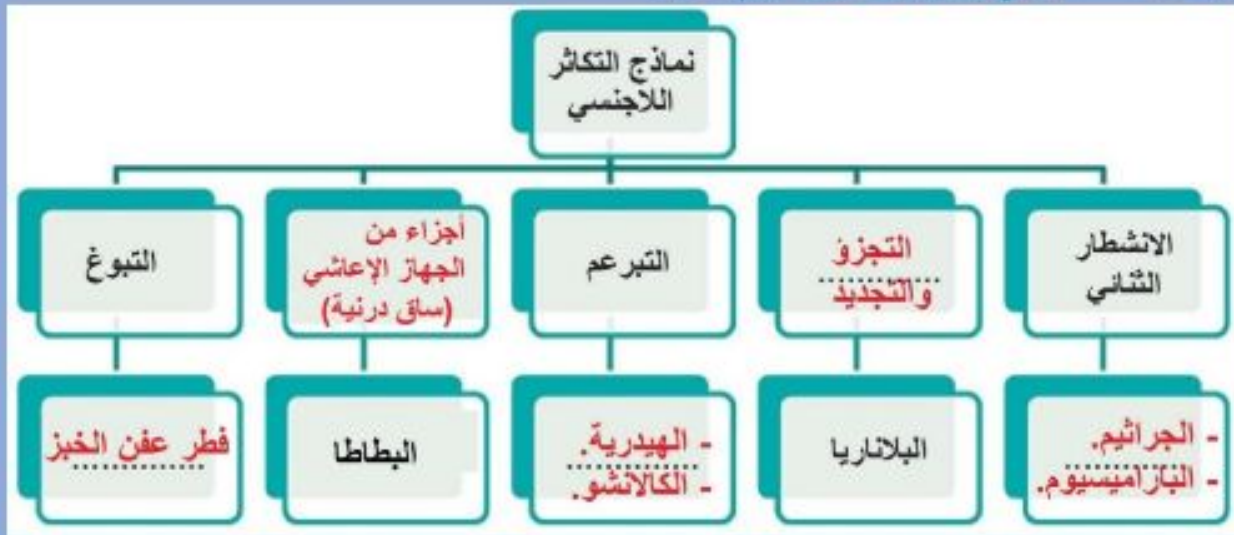 نماذج التكاثر
اللاجنسي
الانشطار
الثنائي
التجزؤ
والتجديد
التبرعم
أجزاء من
الجهاز الإعاشي
(ساق درنية)
التبوغ
- الجراثيم.
- الباراميسيوم.
البلاناريا
- الهيدرية.
- الكالانشو.
البطاطا
فطر عفن الخبز